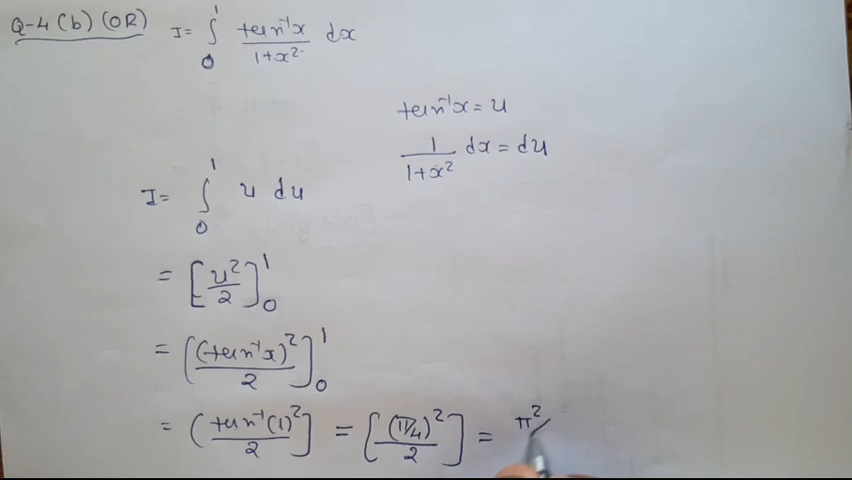 Q-4 (b) (OR) I = ∫₀¹ tan⁻¹x / 1+x² dx
tan⁻¹x = u
1 / 1+x² dx = du
I = ∫₀¹ u du
= [u²/2]₀¹
= [(tan⁻¹x)²/2]₀¹
= (tan⁻¹(1)²/2] = [(π/4)²/2] = π²/